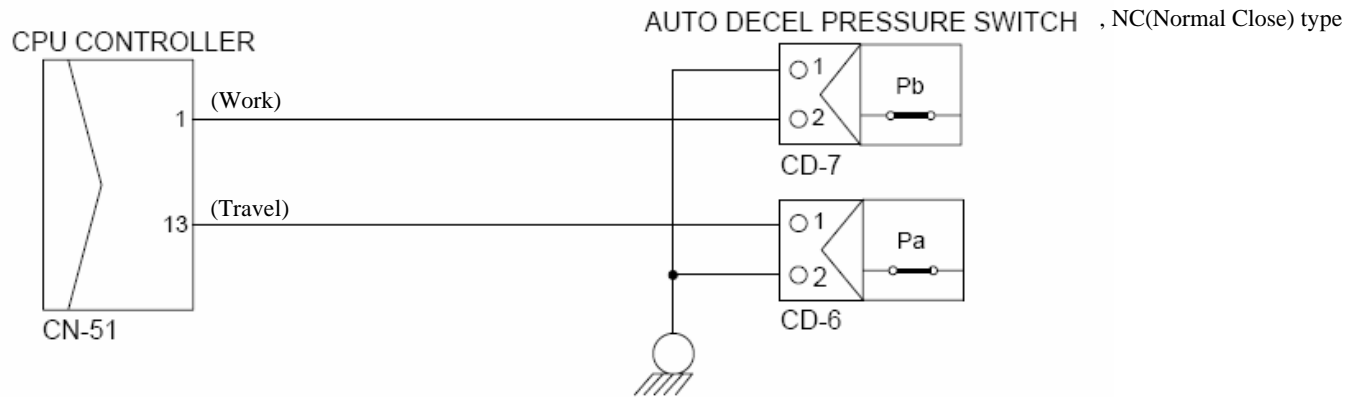 AUTO DECEL PRESSURE SWITCH , NC(Normal Close) type
CPU CONTROLLER
1 (Work)
13 (Travel)
CN-51
1
2
Pb
CD-7
1
2
Pa
CD-6